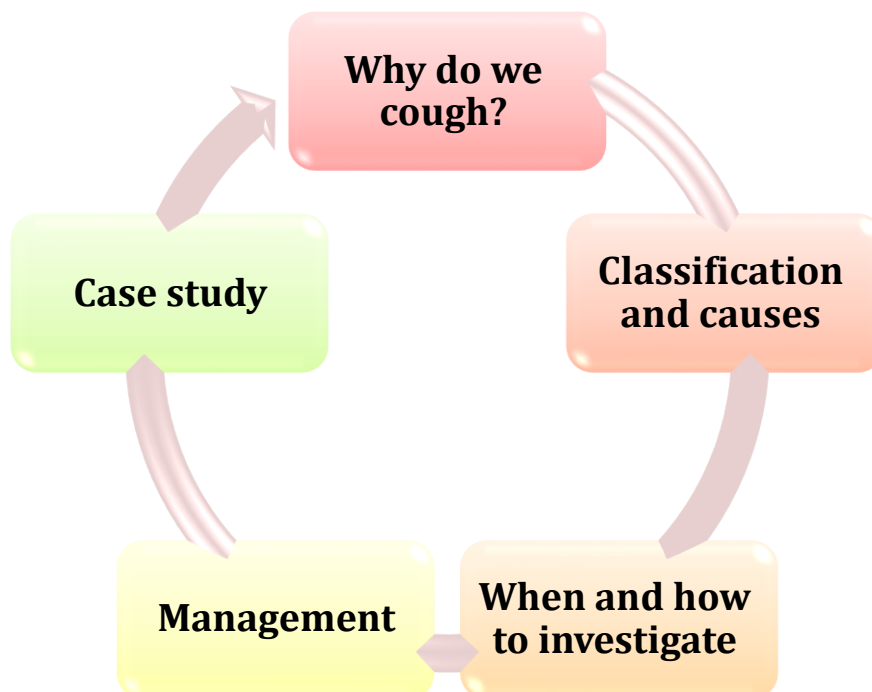 Why do we
cough?
Classification
and causes
When and how
to investigate
Management
Case study